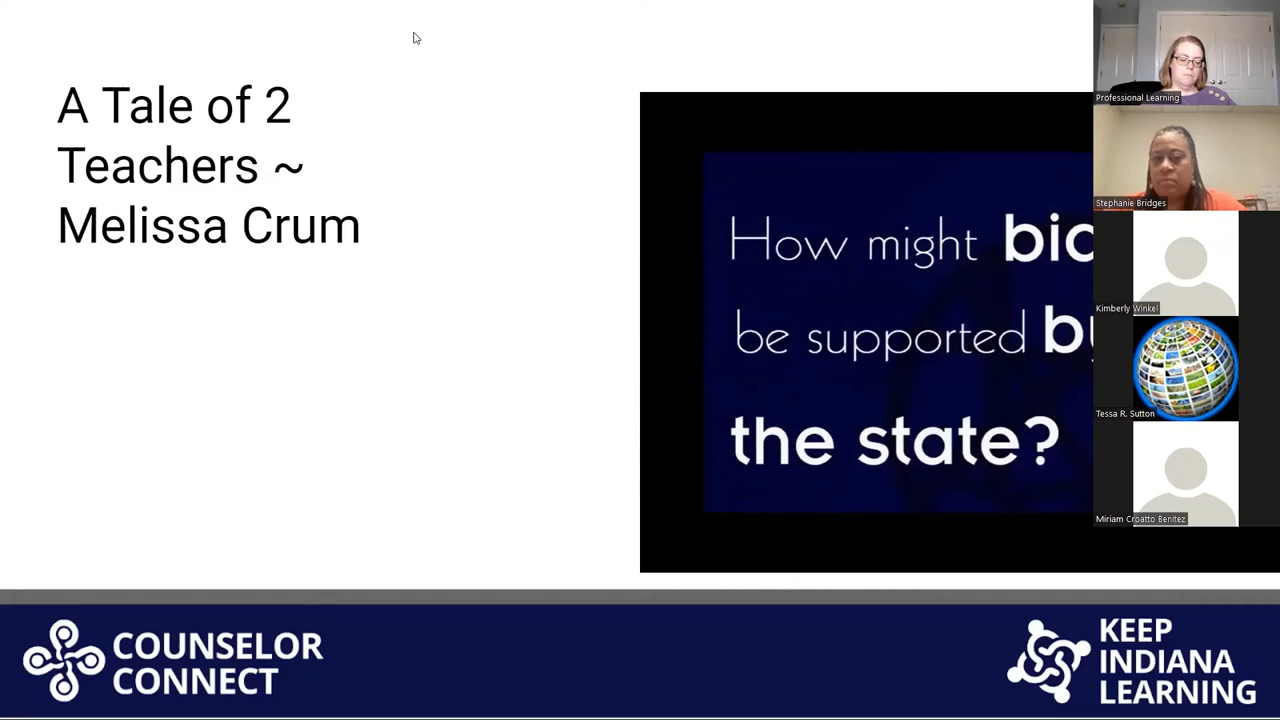 A Tale of 2
Teachers ~
Melissa Crum
How might
be supported
the state?
Professional Learning
Stephanie Bridges
Kimberly Winkel
Tessa R. Sutton
Miriam Croatto Benitez
COUNSELOR
CONNECT
KEEP
INDIANA
LEARNING